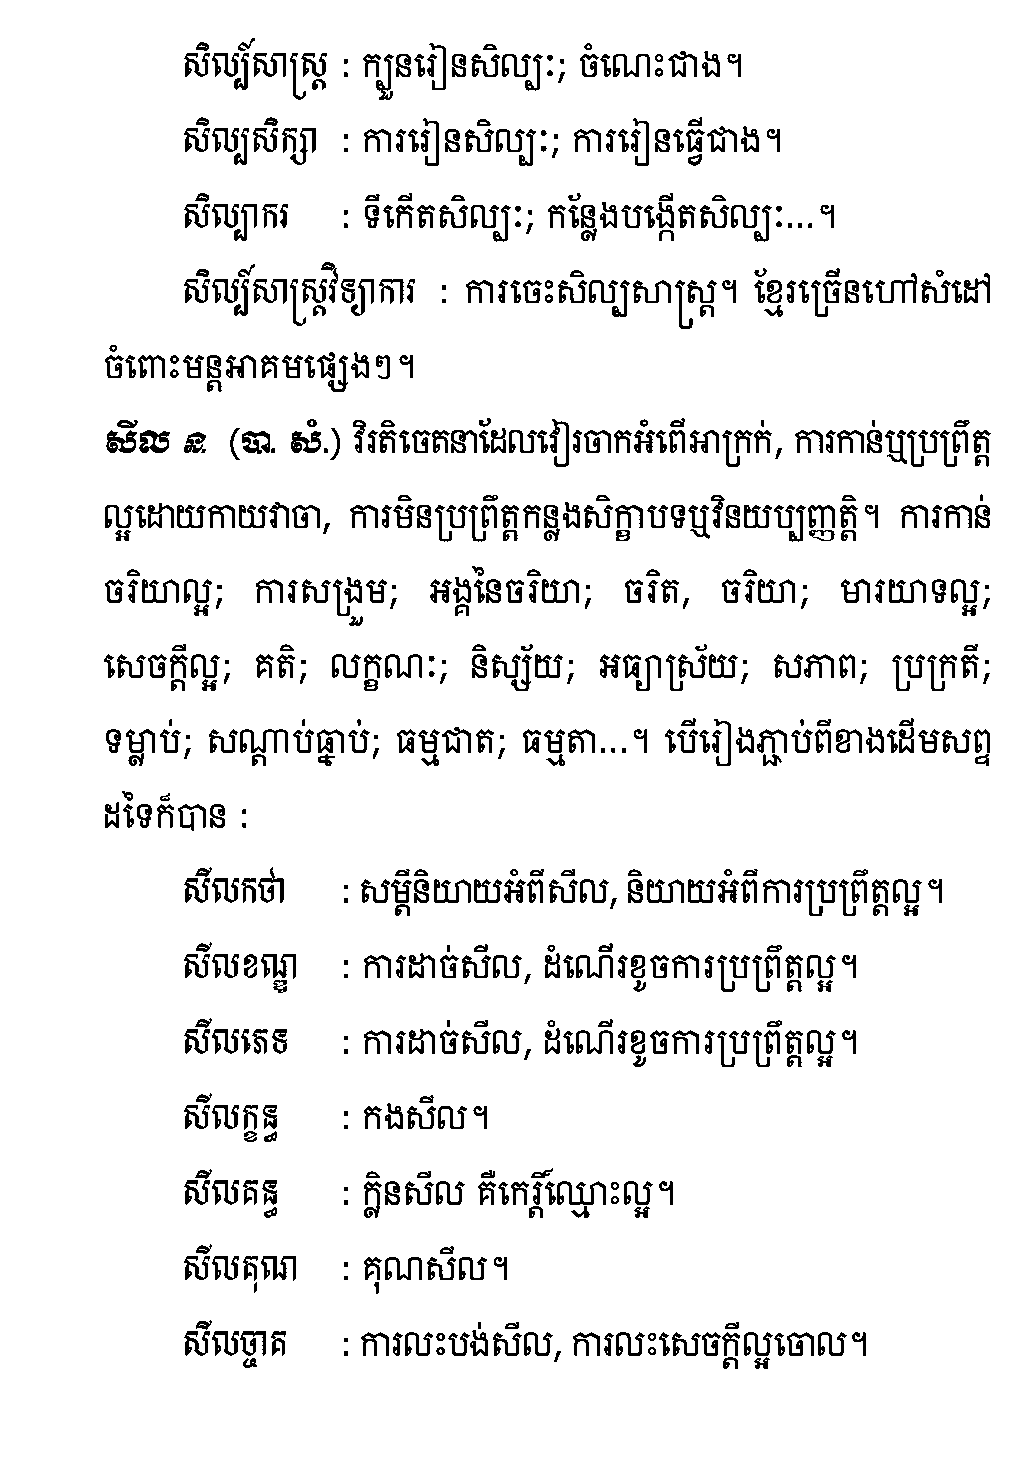 សិល្ប៍សាស្ត្រ : ក្បួនរៀនសិល្បៈ; ចំណេះជាង។
សិល្បសិក្សា : ការរៀនសិល្បៈ; ការរៀនធ្វើជាង។
សិល្បាករ : ទីកើតសិល្បៈ; កន្លែងបង្កើតសិល្បៈ...។
សិល្ប៍សាស្ត្រវិទ្យាការ : ការចេះសិល្បសាស្ត្រ។ ខ្មែរច្រើនហៅសំដៅ
ចំពោះមន្តអាគមផ្សេងៗ។
សីល ន. (បា. សំ.) វិរតិចេតនាដែលវៀរចាកអំពើអាក្រក់, ការកាន់ឬប្រព្រឹត្ត
ល្អដោយកាយវាចា, ការមិនប្រព្រឹត្តកន្លងសិក្ខាបទឬវិនយប្បញ្ញត្តិ។ ការកាន់
ចរិយាល្អ; ការសង្រួម; អង្គនៃចរិយា; ចរិត, ចរិយា; មារយាទល្អ;
សេចក្ដីល្អ; គតិ; លក្ខណៈ; និស្ស័យ; អធ្យាស្រ័យ; សភាព; ប្រក្រតី;
ទម្លាប់; សណ្ដាប់ធ្នាប់; ធម្មជាត; ធម្មតា...។ បើរៀងភ្ជាប់ពីខាងដើមសព្ទ
ដទៃក៏បាន :
សីលកថា : សម្ដីនិយាយអំពីសីល, និយាយអំពីការប្រព្រឹត្តល្អ។
សីលខណ្ឌ : ការដាច់សីល, ដំណើរខូចការប្រព្រឹត្តល្អ។
សីលភេទ : ការដាច់សីល, ដំណើរខូចការប្រព្រឹត្តល្អ។
សីលក្ខន្ធ : កងសីល។
សីលគន្ធ : ក្លិនសីល គឺកេរ្តិ៍ឈ្មោះល្អ។
សីលគុណ : គុណសីល។
សីលច្ចាគ : ការលះបង់សីល, ការលះសេចក្ដីល្អចោល។